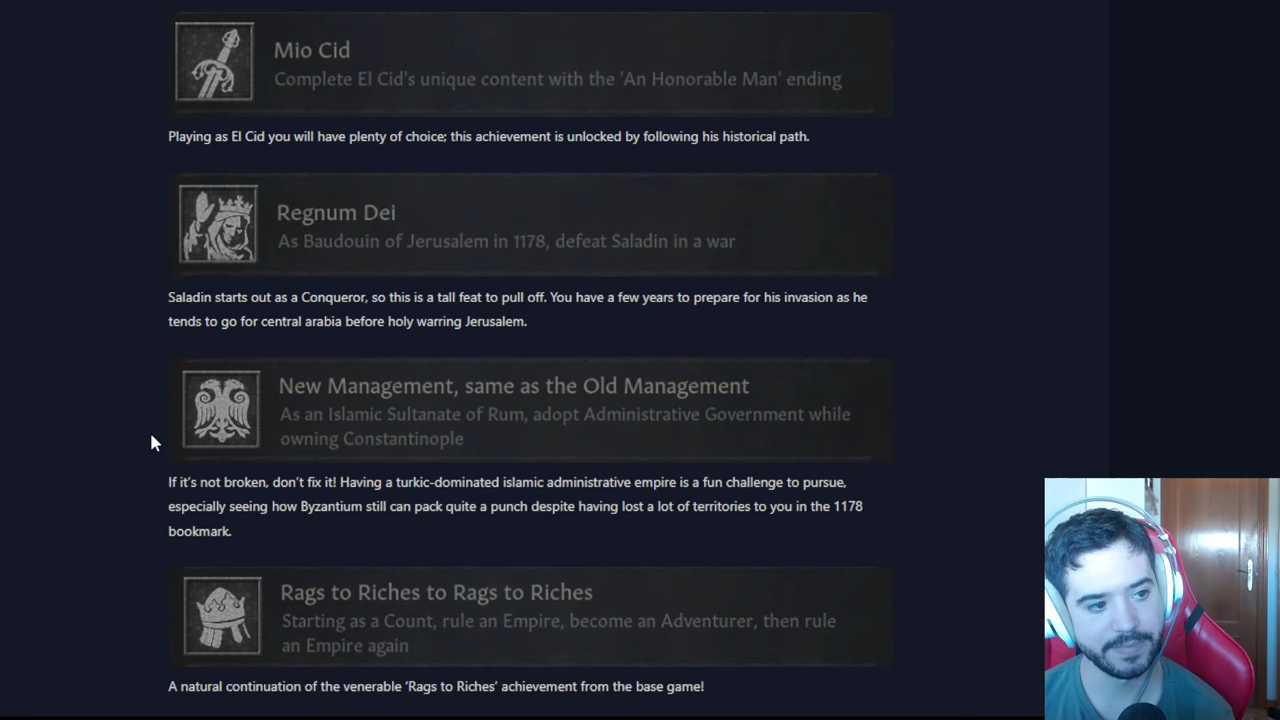 Mio Cid
Complete El Cid's unique content with the 'An Honorable Man' ending
Playing as El Cid you will have plenty of choice; this achievement is unlocked by following his historical path.
Regnum Dei
As Baudouin of Jerusalem in 1178, defeat Saladin in a war
Saladin starts out as a Conqueror, so this is a tall feat to pull off. You have a few years to prepare for his invasion as he
tends to go for central arabia before holy warring Jerusalem.
New Management, same as the Old Management
As an Islamic Sultanate of Rum, adopt Administrative Government while
owning Constantinople
If it's not broken, don't fix it! Having a turkic-dominated islamic administrative empire is a fun challenge to pursue,
especially seeing how Byzantium still can pack quite a punch despite having lost a lot of territories to you in the 1178
bookmark.
Rags to Riches to Rags to Riches
Starting as a Count, rule an Empire, become an Adventurer, then rule
an Empire again
A natural continuation of the venerable ‘Rags to Riches’ achievement from the base game!